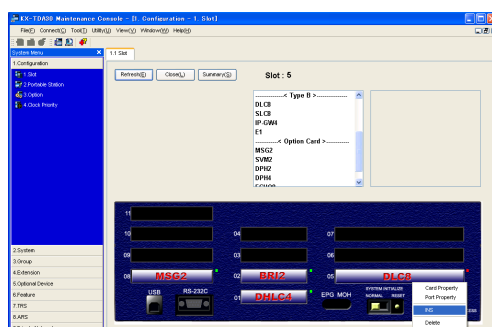 KX-TDA30 Maintenance Console - [1. Configuration - 1. Slot]
File(F) Connect(C) Tool(T) Utility(U) View(V) Window(W) Help(H)
System Menu
1.1 Slot
1.Configuration
1.Slot
2.Portable Station
3.Option
4.Clock Priority
Refresh(E) Close(L) Summary(S) Slot : 5
----------< Type B >----------
DLC8
SLC8
IP-GW4
E1
----------< Option Card >----------
MSG2
SVM2
DPH2
DPH4
11
10 04 07
09 03 06
08 MSG2 02 BRI2 05 DLC8
USB RS-232C 01 DHLC4 EPG MOH SYSTEM INITIALIZE
NORMAL RESET
Card Property
Port Property
INS
Delete
2.System
3.Group
4.Extension
5.Optional Device
6.Feature
7.TRS
8.ARS